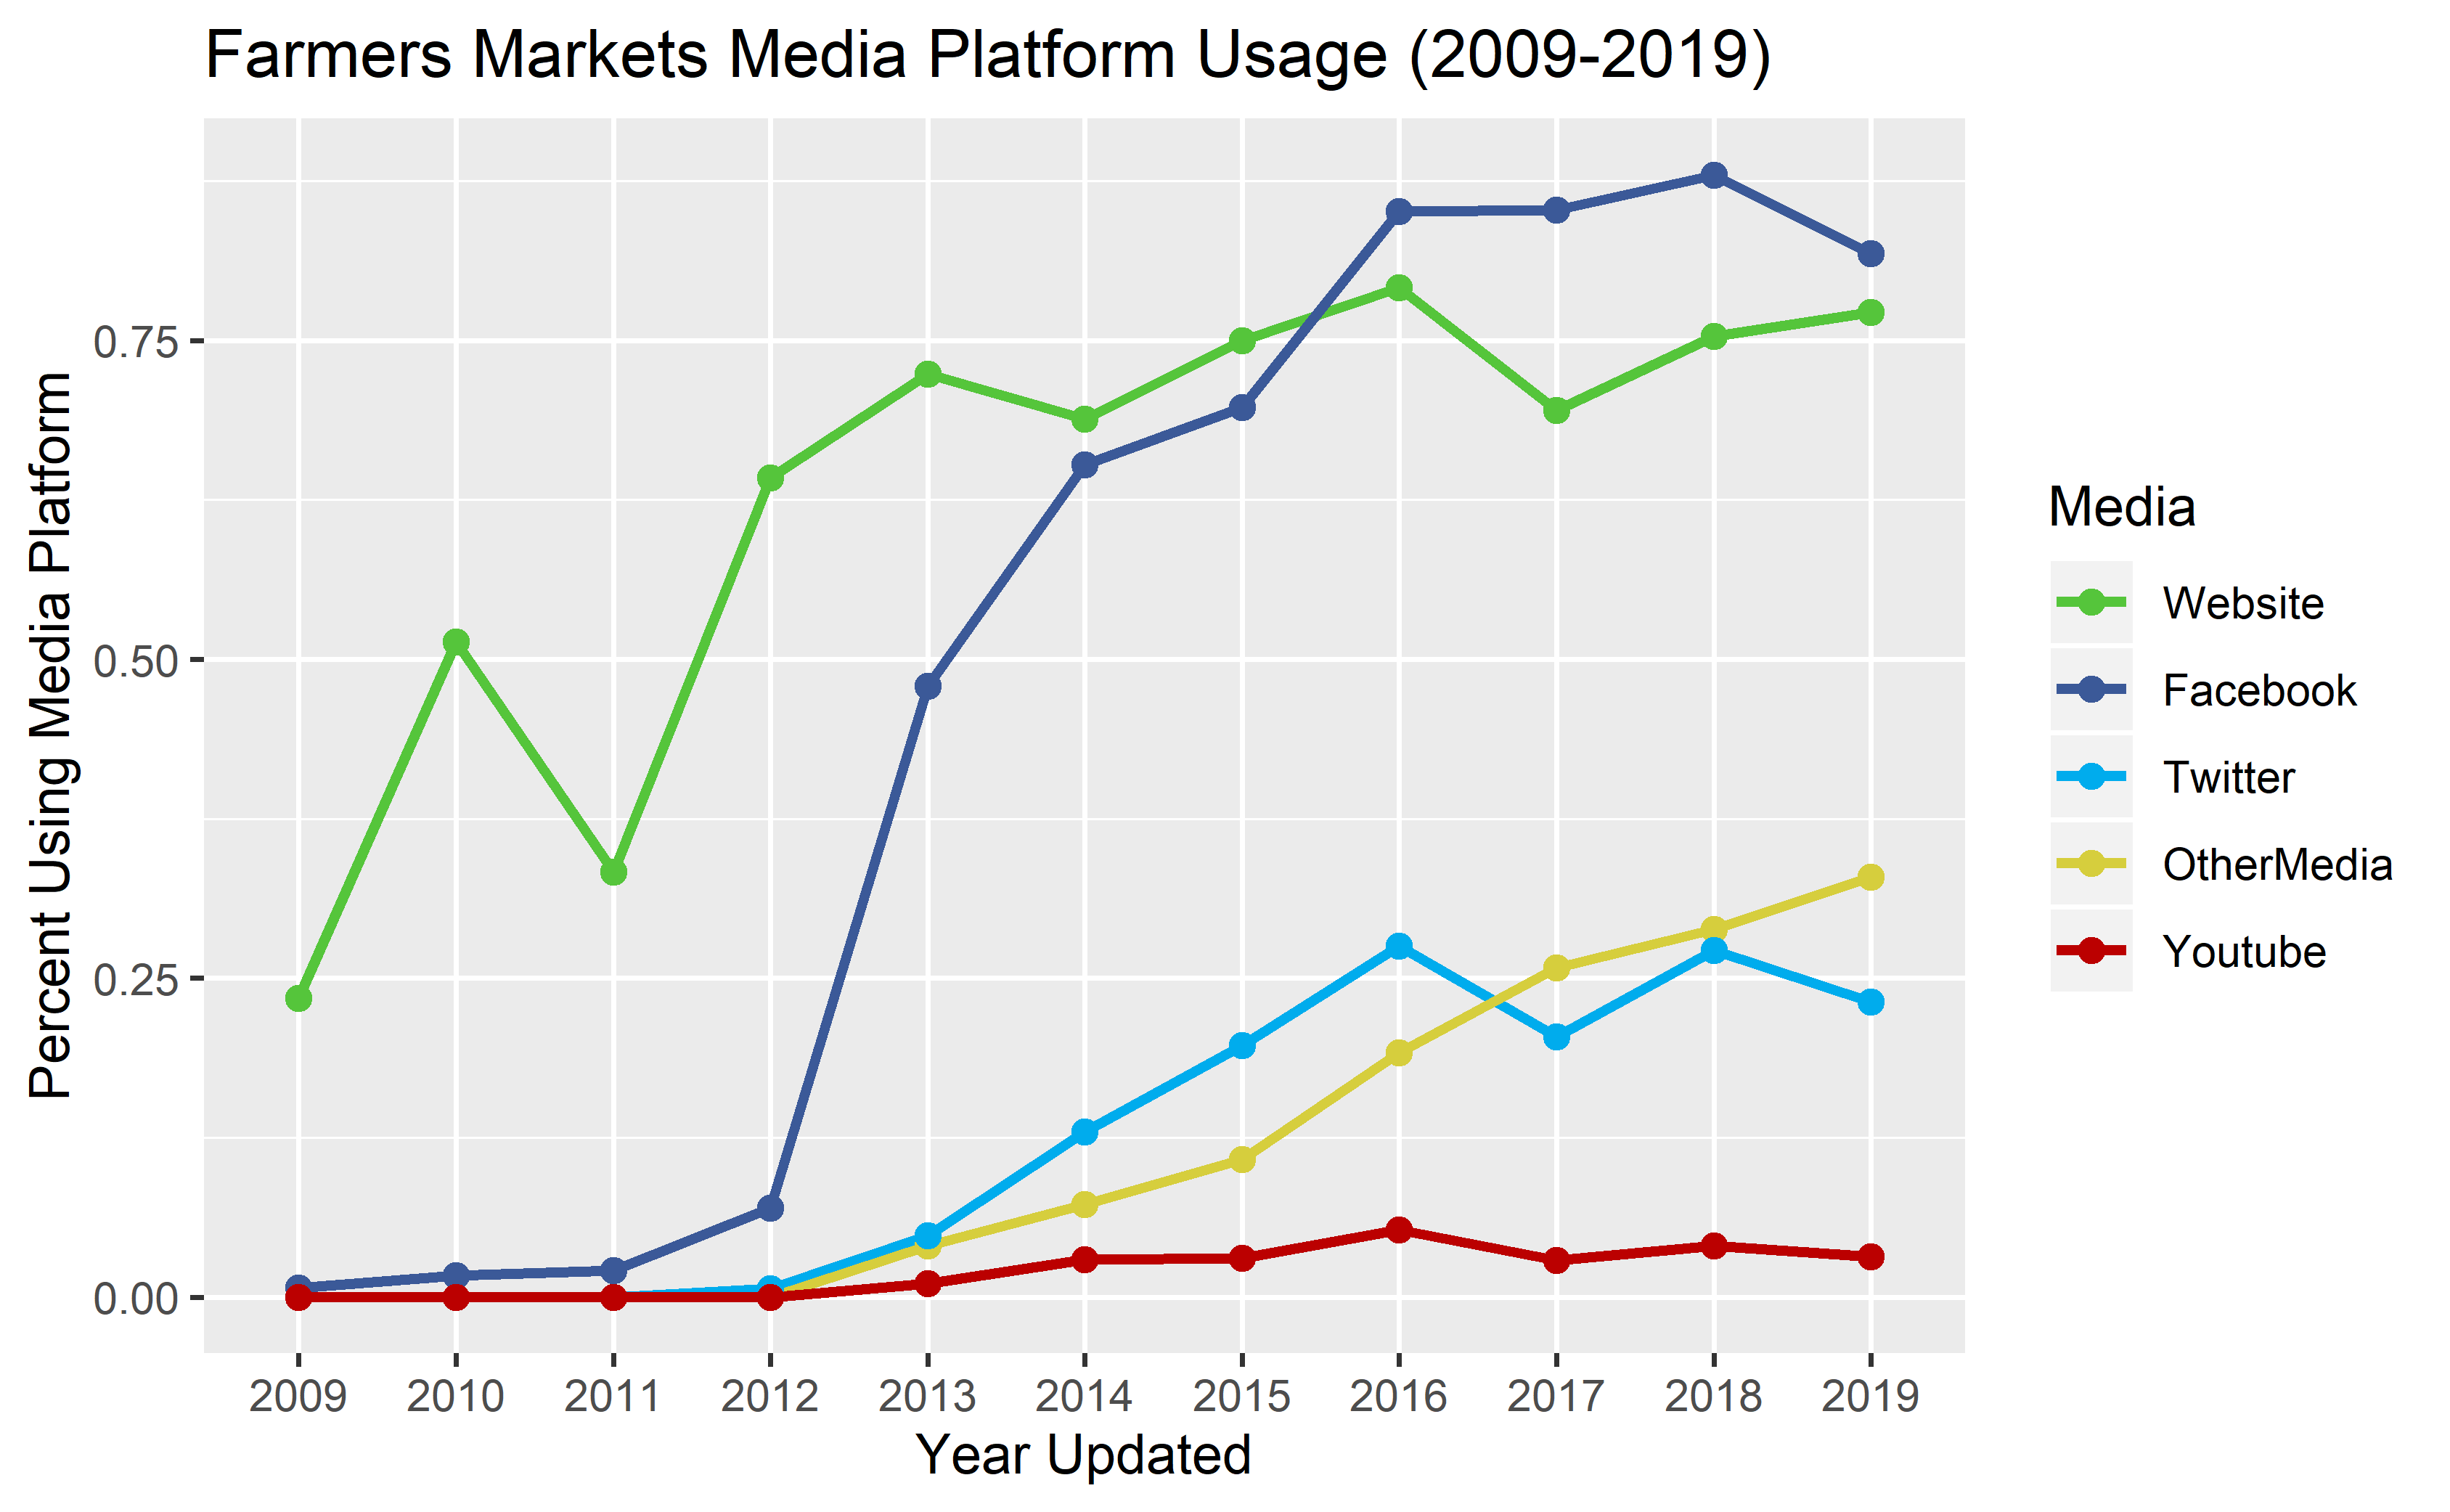 Farmers Markets Media Platform Usage (2009-2019)
Percent Using Media Platform
0.75
0.50
0.25
0.00
2009 2010 2011 2012 2013 2014 2015 2016 2017 2018 2019
Year Updated
Media
Website
Facebook
Twitter
OtherMedia
Youtube